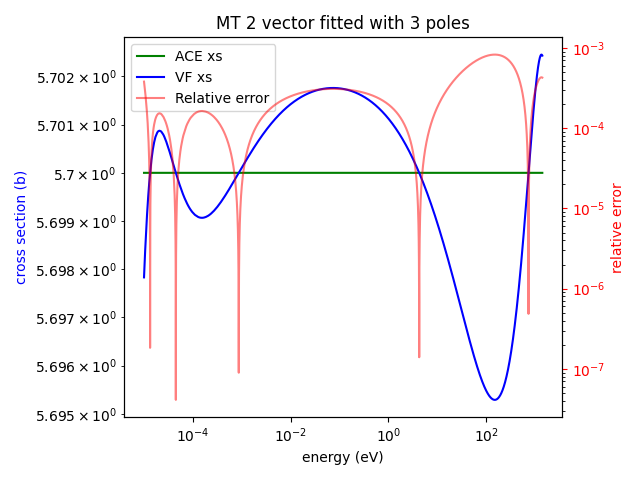 MT 2 vector fitted with 3 poles
ACE xs
VF xs
Relative error
5.702 × 10⁰
5.701 × 10⁰
5.7 × 10⁰
5.699 × 10⁰
5.698 × 10⁰
5.697 × 10⁰
5.696 × 10⁰
5.695 × 10⁰
cross section (b)
10⁻³
10⁻⁴
10⁻⁵
10⁻⁶
10⁻⁷
relative error
10⁻⁴ 10⁻² 10⁰ 10²
energy (eV)